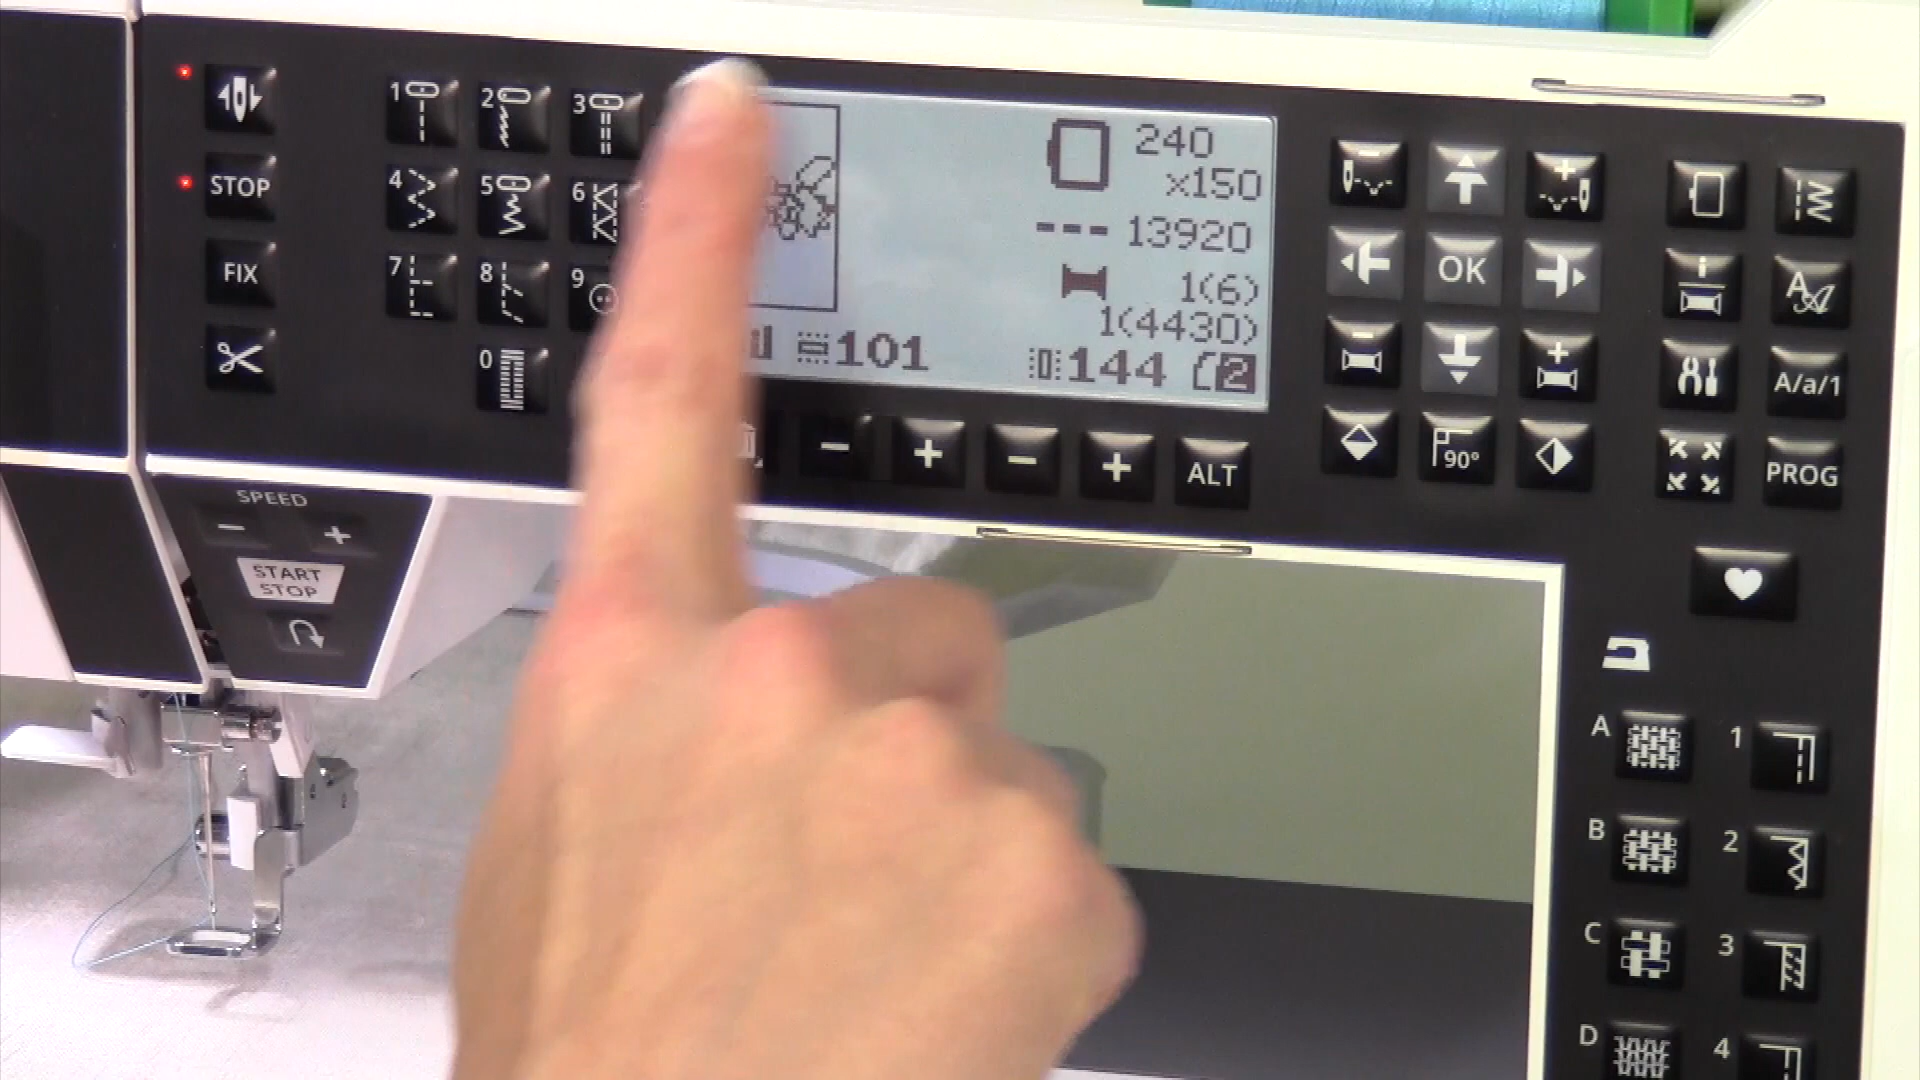 1
2
3
STOP
4
5
6
FIX
7
8
9
0
240
x150
13920
1(6)
1(4430)
101
144
2
- + - + ALT
OK
90°
A/a/1
PROG
SPEED
- +
START
STOP
A
1
B
2
C
3
D
4